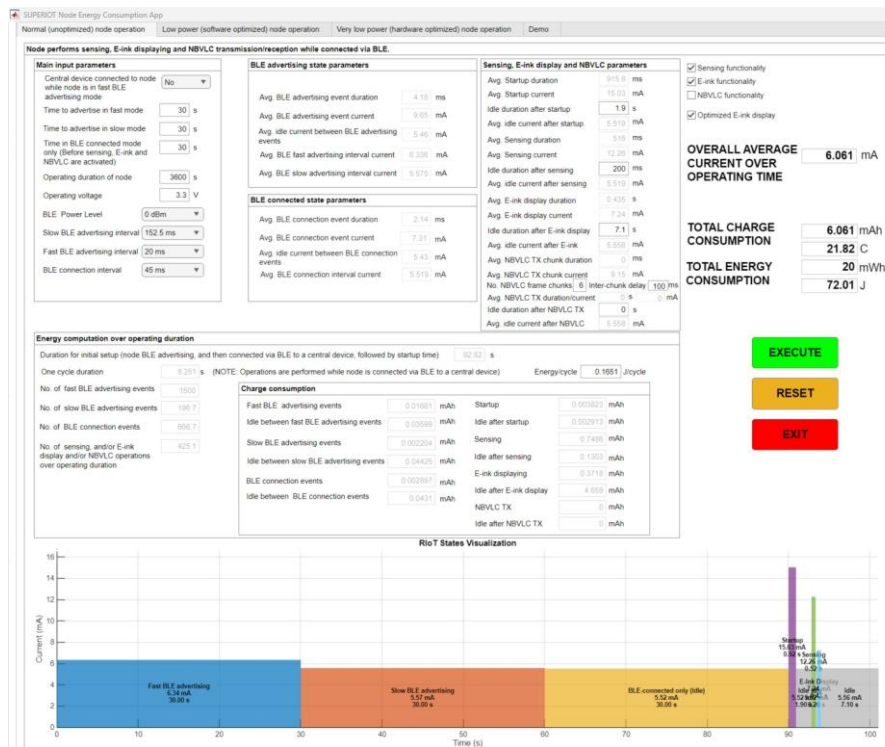 SUPERIOT Node Energy Consumption App
Normal (unoptimized) node operation
Low power (software optimized) node operation
Very low power (hardware optimized) node operation
Demo
Node performs sensing, E-ink displaying and NBVLC transmission/reception while connected via BLE.
Main input parameters
Central device connected to node
while node is in fast BLE
advertising mode
No
Time to advertise in fast mode 30 s
Time to advertise in slow mode 30 s
Time in BLE connected mode
only (Before sensing, E-ink and
NBVLC are activated)
30 s
Operating duration of node 3600 s
Operating voltage 3.3 V
BLE Power Level 0 dBm
Slow BLE advertising interval 152.5 ms
Fast BLE advertising interval 20 ms
BLE connection interval 45 ms
BLE advertising state parameters
Avg. BLE advertising event duration 4.18 ms
Avg. BLE advertising event current 9.65 mA
Avg. idle current between BLE advertising
events
5.46 mA
Avg. BLE fast advertising interval current 6.338 mA
Avg. BLE slow advertising interval current 5.575 mA
BLE connected state parameters
Avg. BLE connection event duration 2.14 ms
Avg. BLE connection event current 7.31 mA
Avg. idle current between BLE connection
events
5.43 mA
Avg. BLE connection interval current 5.519 mA
Sensing, E-ink display and NBVLC parameters
Avg. Startup duration 915.8 ms
Avg. Startup current 15.03 mA
Idle duration after startup 1.9 s
Avg. idle current after startup 5.519 mA
Avg. Sensing duration 516 ms
Avg. Sensing current 12.26 mA
Idle duration after sensing 200 ms
Avg. idle current after sensing 5.519 mA
Avg. E-ink display duration 0.435 s
Avg. E-ink display current 7.24 mA
Idle duration after E-ink display 7.1 s
Avg. idle current after E-ink 5.558 mA
Avg. NBVLC TX chunk duration 0 ms
Avg. NBVLC TX chunk current 9.15 mA
No. NBVLC frame chunks 6 Inter-chunk delay 100 ms
Avg. NBVLC TX duration/current 0 s 0 mA
Idle duration after NBVLC TX 0 s
Avg. idle current after NBVLC 5.558 mA
Sensing functionality
E-ink functionality
NBVLC functionality
Optimized E-ink display
OVERALL AVERAGE
CURRENT OVER
OPERATING TIME
6.061 mA
TOTAL CHARGE
CONSUMPTION
6.061 mAh
21.82 C
TOTAL ENERGY
CONSUMPTION
20 mWh
72.01 J
EXECUTE
RESET
EXIT
Energy computation over operating duration
Duration for initial setup (node BLE advertising, and then connected via BLE to a central device, followed by startup time) 92.82 s
One cycle duration 8.251 s (NOTE: Operations are performed while node is connected via BLE to a central device) Energy/cycle 0.1651 J/cycle
No. of fast BLE advertising events 1500
No. of slow BLE advertising events 196.7
No. of BLE connection events 666.7
No. of sensing, and/or E-ink
display and/or NBVLC operations
over operating duration
425.1
Charge consumption
Fast BLE advertising events 0.01681 mAh
Idle between fast BLE advertising events 0.03599 mAh
Slow BLE advertising events 0.002204 mAh
Idle between slow BLE advertising events 0.04425 mAh
BLE connection events 0.002897 mAh
Idle between BLE connection events 0.0431 mAh
Startup 0.003823 mAh
Idle after startup 0.002913 mAh
Sensing 0.7486 mAh
Idle after sensing 0.1303 mAh
E-ink displaying 0.3718 mAh
Idle after E-ink display 4.659 mAh
NBVLC TX 0 mAh
Idle after NBVLC TX 0 mAh
RIoT States Visualization
Current (mA)
16
14
12
10
8
6
4
2
0
Fast BLE advertising
6.34 mA
30.00 s
Slow BLE advertising
5.57 mA
30.00 s
BLE connected only (Idle)
5.52 mA
30.00 s
Startup
15.03 mA
0.92 s
Sensing
12.26 mA
0.52 s
Idle
5.56 mA
7.10 s
0 10 20 30 40 50 60 70 80 90 100
Time (s)